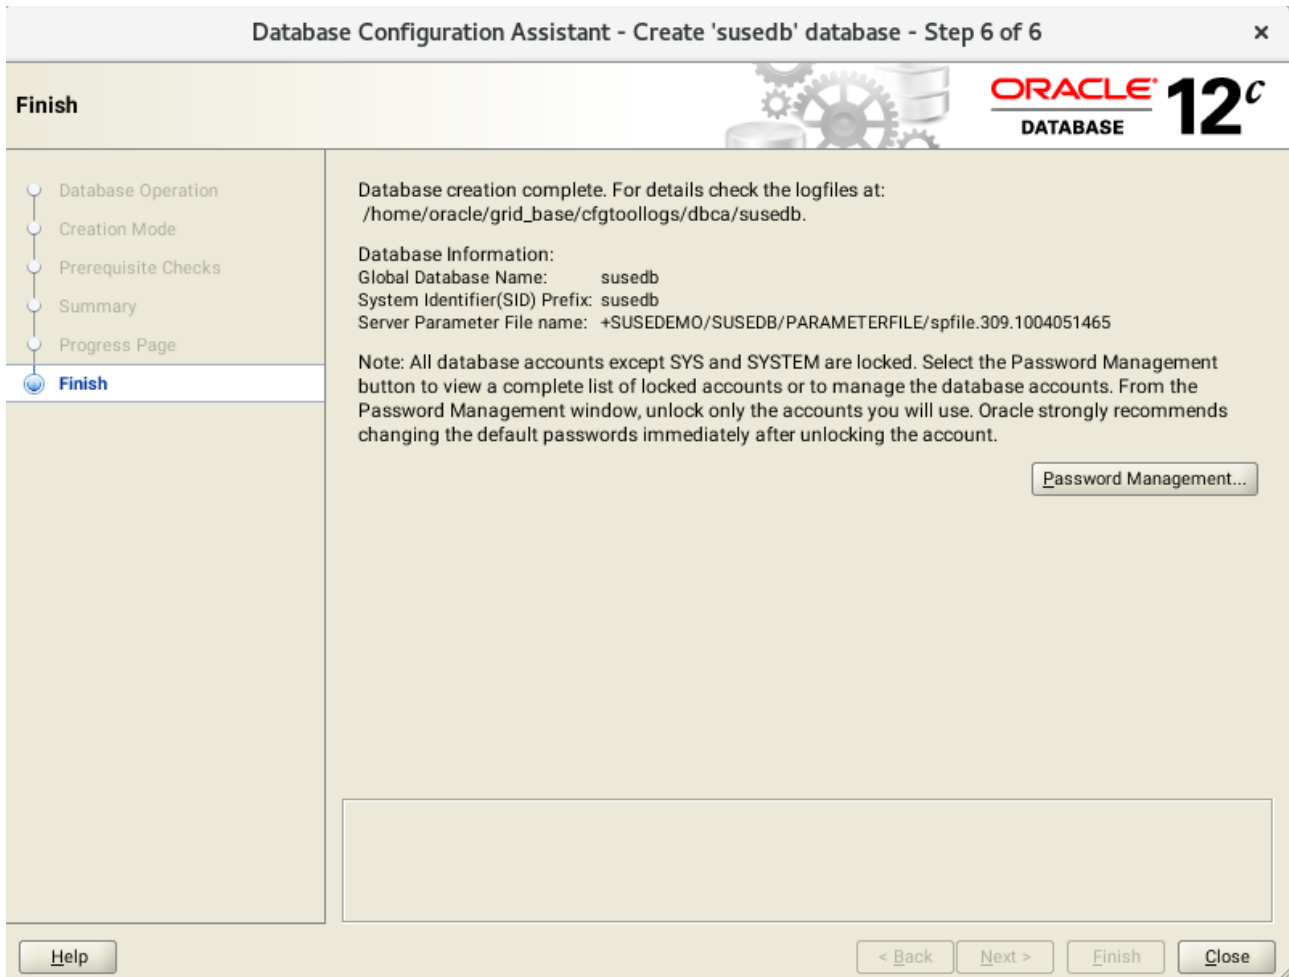 Database Configuration Assistant - Create 'susedb' database - Step 6 of 6
×
Finish
ORACLE
DATABASE
12c
Database Operation
Creation Mode
Prerequisite Checks
Summary
Progress Page
Finish
Database creation complete. For details check the logfiles at:
/home/oracle/grid_base/cfgtoollogs/dbca/susedb.
Database Information:
Global Database Name: susedb
System Identifier(SID) Prefix: susedb
Server Parameter File name: +SUSEDEMO/SUSEDB/PARAMETERFILE/spfile.309.1004051465
Note: All database accounts except SYS and SYSTEM are locked. Select the Password Management
button to view a complete list of locked accounts or to manage the database accounts. From the
Password Management window, unlock only the accounts you will use. Oracle strongly recommends
changing the default passwords immediately after unlocking the account.
Password Management...
Help
< Back
Next >
Finish
Close